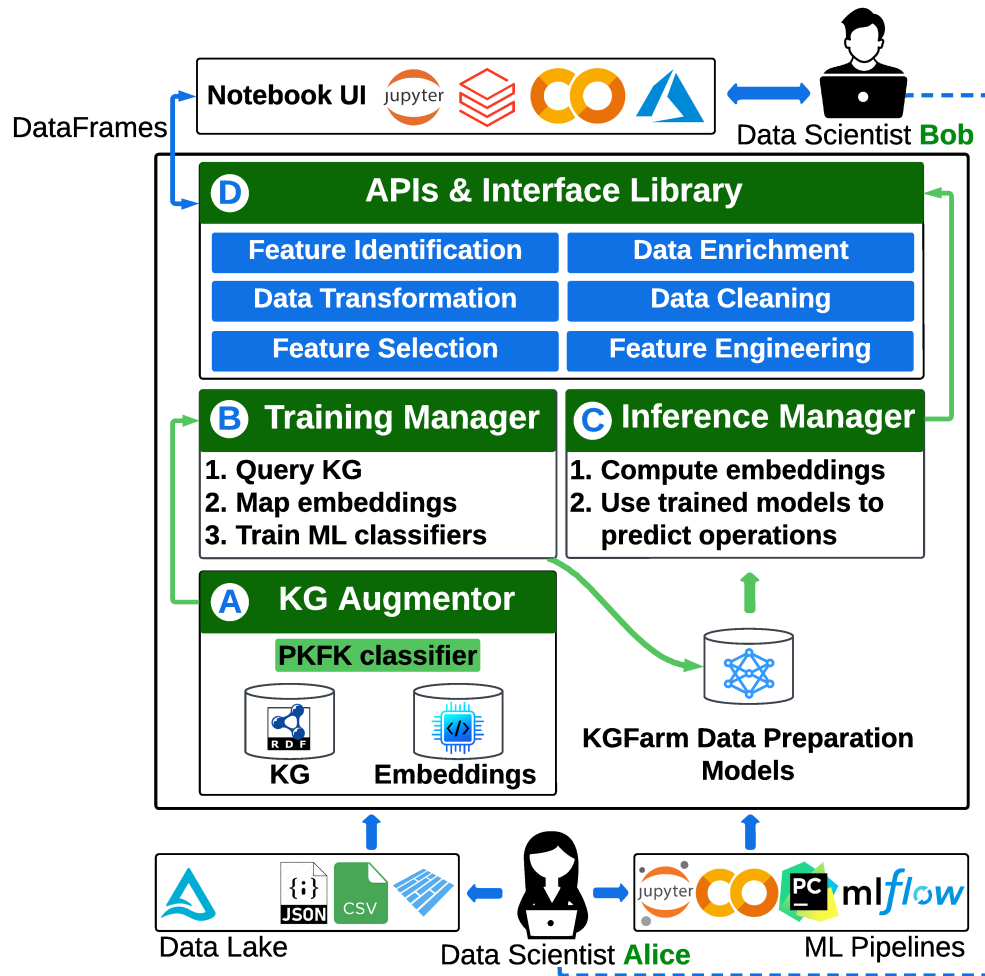 Notebook UI
jupyter
DataFrames
Data Scientist Bob
D
APIs & Interface Library
Feature Identification
Data Enrichment
Data Transformation
Data Cleaning
Feature Selection
Feature Engineering
B
Training Manager
1. Query KG
2. Map embeddings
3. Train ML classifiers
C
Inference Manager
1. Compute embeddings
2. Use trained models to
predict operations
A
KG Augmentor
PKFK classifier
RDF
</>
KG
Embeddings
KGFarm Data Preparation
Models
{;}
JSON
CSV
Data Lake
Data Scientist Alice
jupyter
PC
mlflow
ML Pipelines